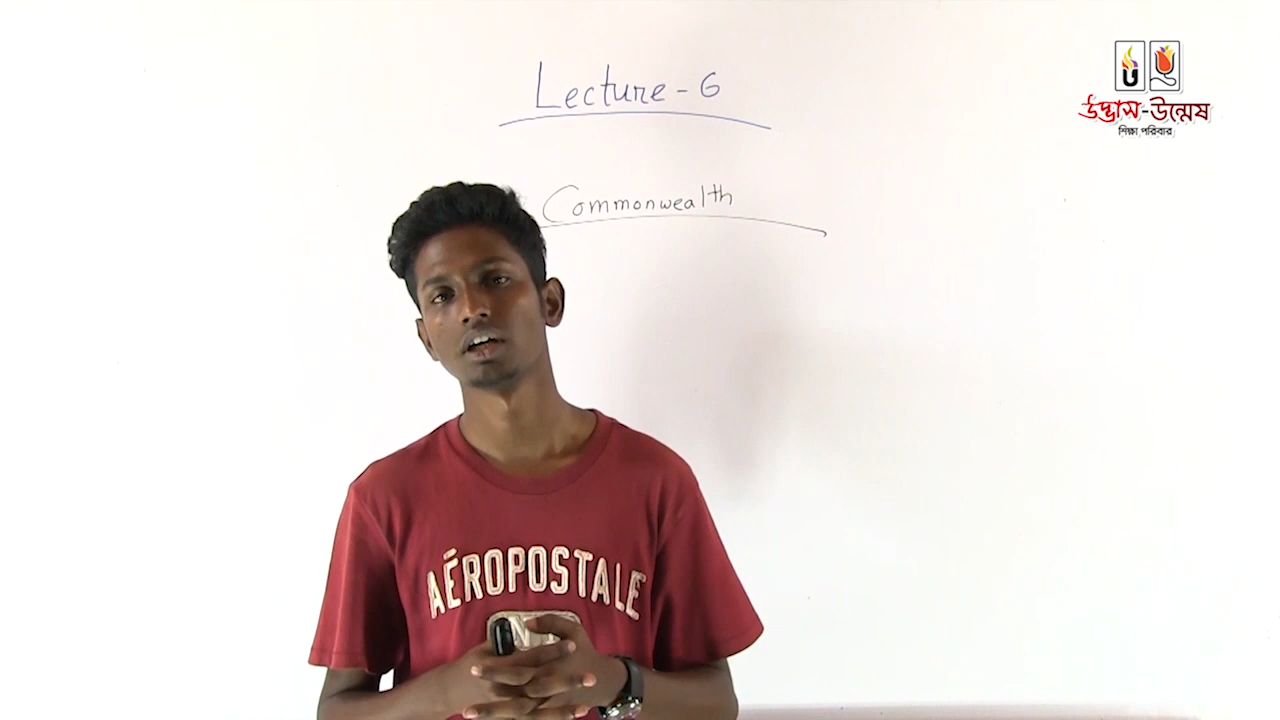 Lecture - 6
Commonwealth
উদ্ভাস-উন্মেষ
শিক্ষা পরিবার
AÉROPOSTALE